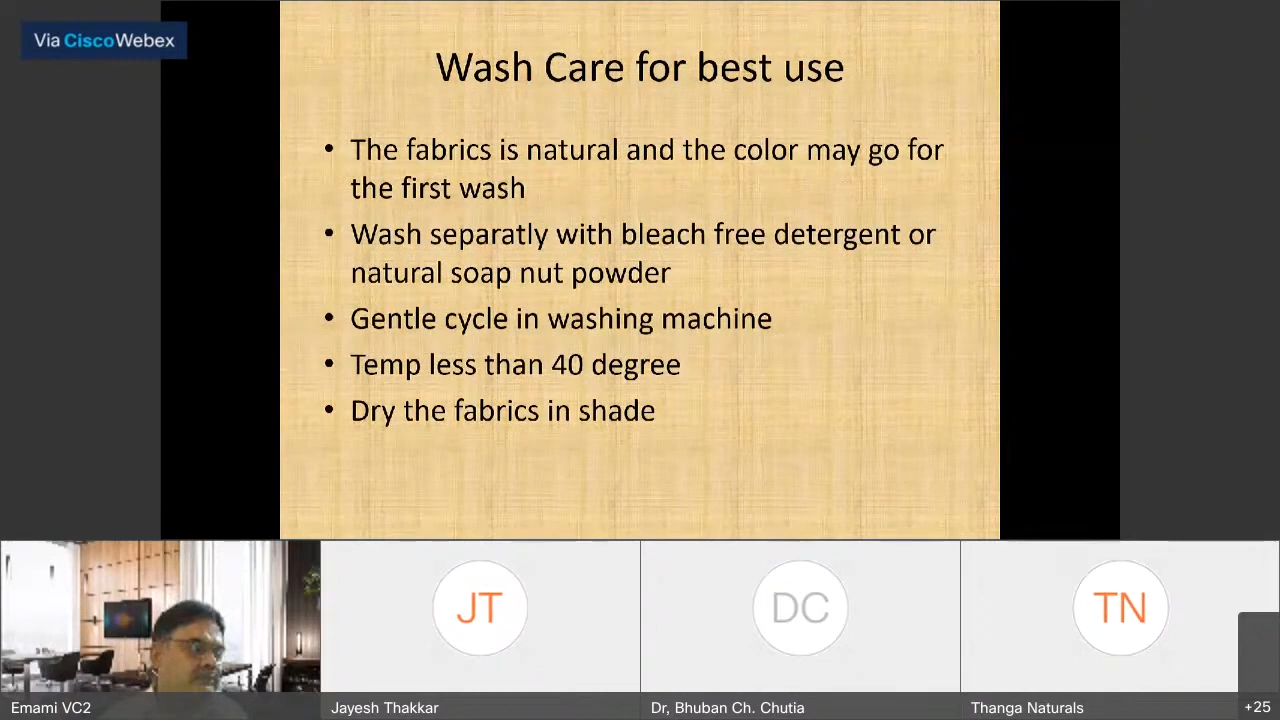 Via CiscoWebex
Wash Care for best use
• The fabrics is natural and the color may go for
the first wash
• Wash separatly with bleach free detergent or
natural soap nut powder
• Gentle cycle in washing machine
• Temp less than 40 degree
• Dry the fabrics in shade
JT
DC
TN
Emami VC2
Jayesh Thakkar
Dr, Bhuban Ch. Chutia
Thanga Naturals
+25